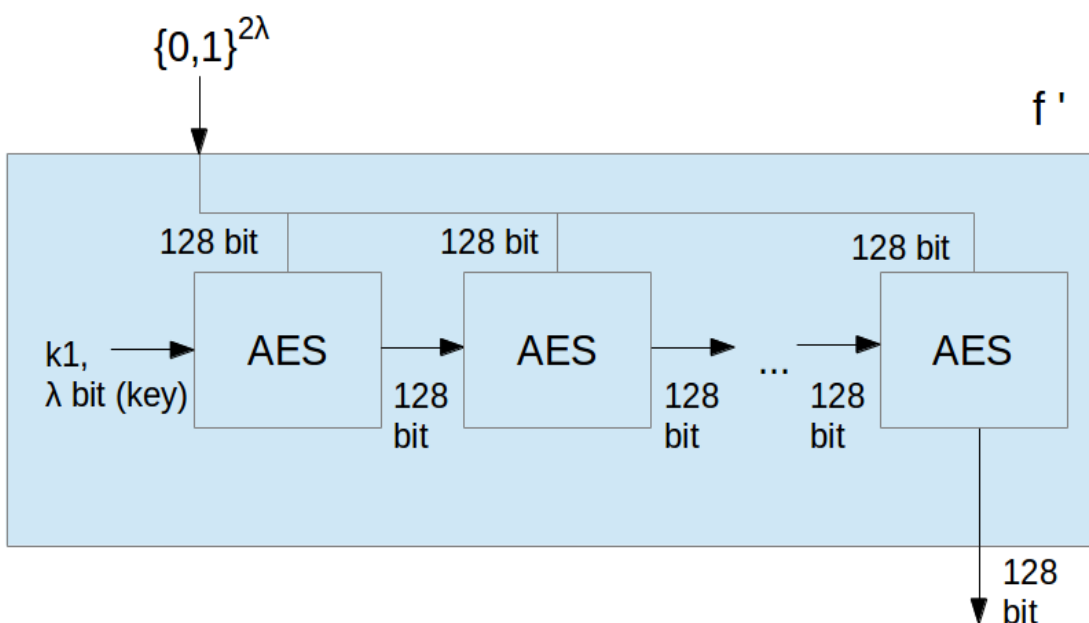 {0,1}^2λ
f '
128 bit
128 bit
128 bit
AES
AES
AES
k1,
λ bit (key)
...
128
bit
128
bit
128
bit
128
bit